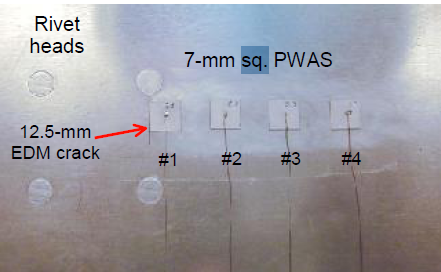 Rivet
heads
7-mm sq. PWAS
12.5-mm
EDM crack
#1 #2 #3 #4